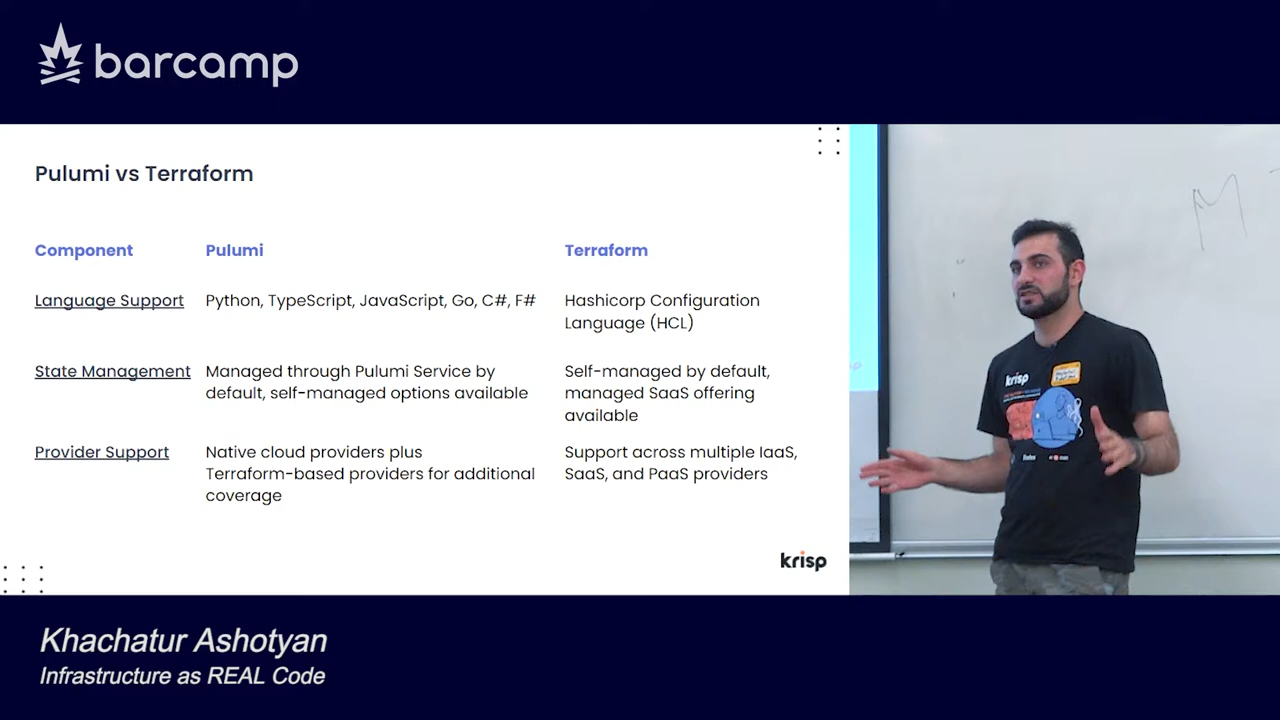 barcamp
Pulumi vs Terraform
Component Pulumi Terraform
Language Support Python, TypeScript, JavaScript, Go, C#, F# Hashicorp Configuration
Language (HCL)
State Management Managed through Pulumi Service by Self-managed by default,
default, self-managed options available managed SaaS offering
available
Provider Support Native cloud providers plus Support across multiple IaaS,
Terraform-based providers for additional SaaS, and PaaS providers
coverage
krisp
M
krisp
Khachatur Ashotyan
Infrastructure as REAL Code